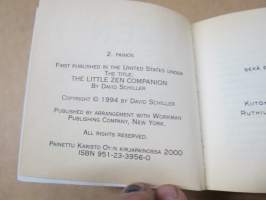 2. PAINOS
FIRST PUBLISHED IN THE UNITED STATES UNDER
THE TITLE:
THE LITTLE ZEN COMPANION.
BY DAVID SCHILLER
COPYRIGHT © 1994 BY DAVID SCHILLER
PUBLISHED BY ARRANGEMENT WITH WORKMAN
PUBLISHING COMPANY, NEW YORK.
ALL RIGHTS RESERVED.
PAINETTU KARISTO OY:N KIRJAPAINOSSA 2000
ISBN 951-23-3956-0
SEKÄ
KIITOS